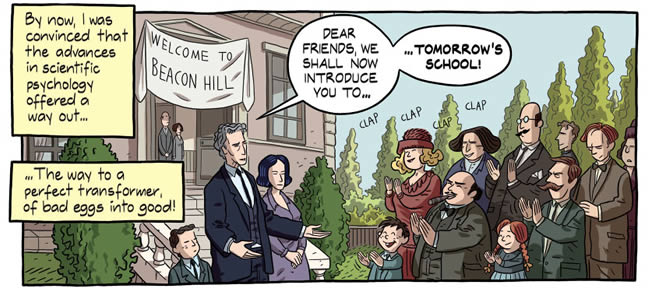 By now, I was
convinced that
the advances
in scientific
psychology
offered a
way out...
...The way to a
perfect transformer,
of bad eggs into good!
WELCOME TO
BEACON HILL
DEAR
FRIENDS, WE
SHALL NOW
INTRODUCE
YOU TO...
...TOMORROW'S
SCHOOL!
CLAP
CLAP
CLAP
CLAP